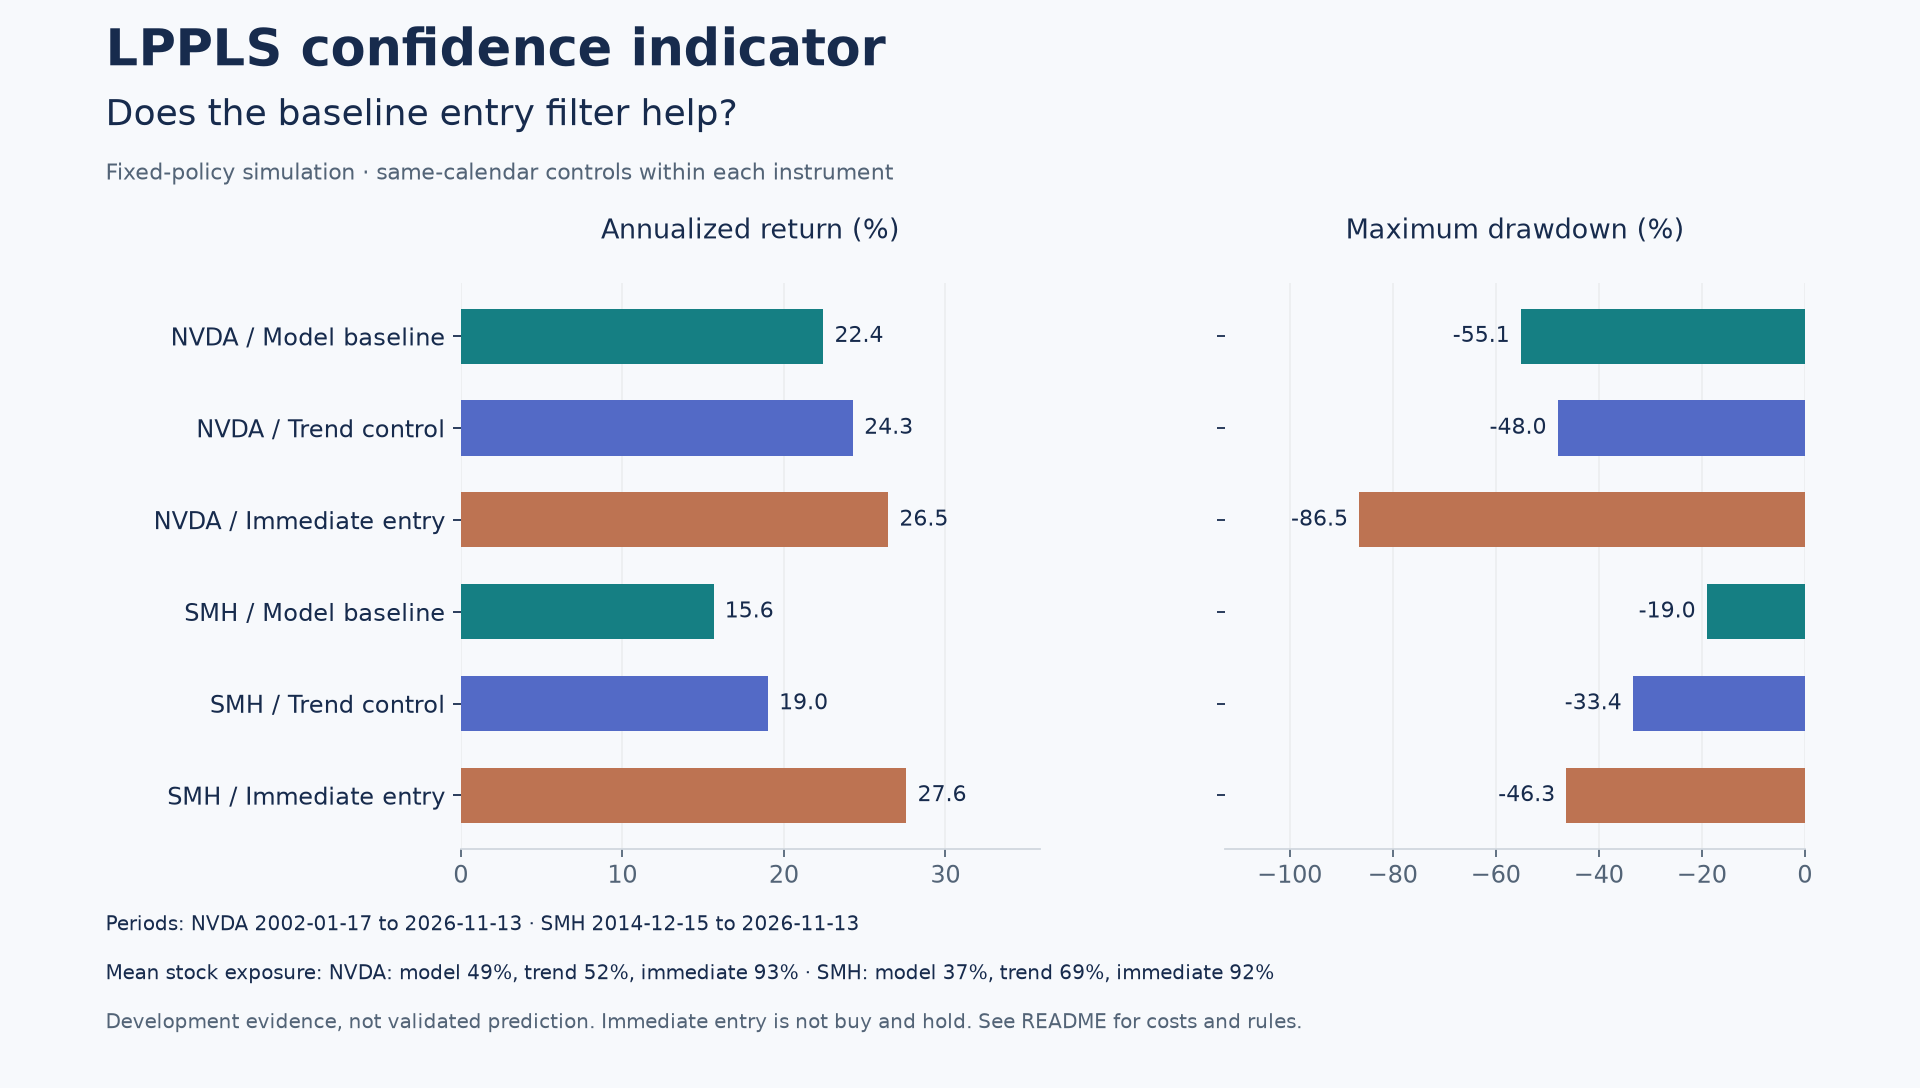 LPPLS confidence indicator
Does the baseline entry filter help?
Fixed-policy simulation · same-calendar controls within each instrument
Annualized return (%)
Maximum drawdown (%)
NVDA / Model baseline
22.4
-55.1
NVDA / Trend control
24.3
-48.0
NVDA / Immediate entry
26.5
-86.5
SMH / Model baseline
15.6
-19.0
SMH / Trend control
19.0
-33.4
SMH / Immediate entry
27.6
-46.3
0 10 20 30
−100 −80 −60 −40 −20 0
Periods: NVDA 2002-01-17 to 2026-11-13 · SMH 2014-12-15 to 2026-11-13
Mean stock exposure: NVDA: model 49%, trend 52%, immediate 93% · SMH: model 37%, trend 69%, immediate 92%
Development evidence, not validated prediction. Immediate entry is not buy and hold. See README for costs and rules.